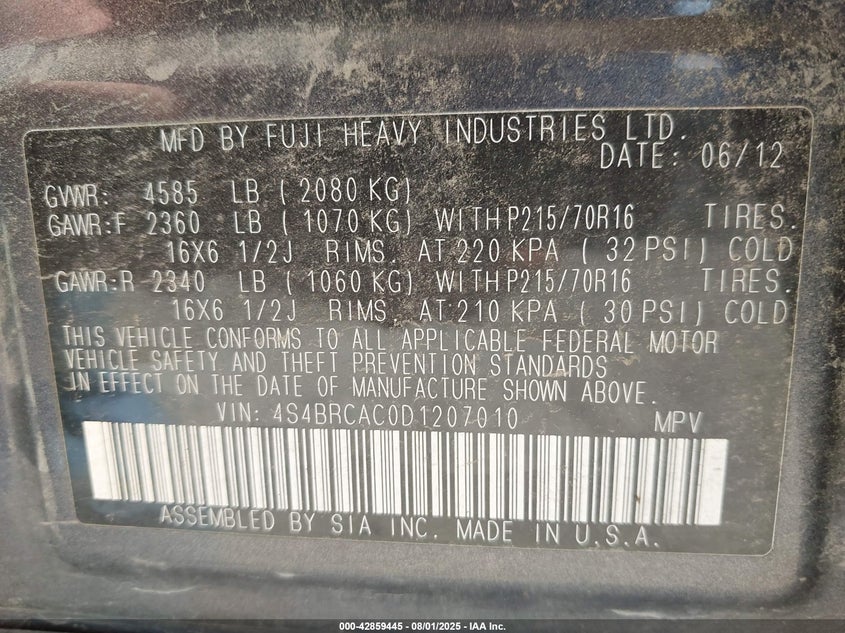 MFD BY FUJI HEAVY INDUSTRIES LTD.
DATE: 06/12
GVWR: 4585 LB ( 2080 KG)
GAWR:F 2360 LB ( 1070 KG) WITH P215/70R16 TIRES.
16X6 1/2J RIMS. AT 220 KPA ( 32 PSI) COLD
GAWR:R 2340 LB ( 1060 KG) WITH P215/70R16 TIRES.
16X6 1/2J RIMS. AT 210 KPA ( 30 PSI) COLD
THIS VEHICLE CONFORMS TO ALL APPLICABLE FEDERAL MOTOR
VEHICLE SAFETY AND THEFT PREVENTION STANDARDS
IN EFFECT ON THE DATE OF MANUFACTURE SHOWN ABOVE.
VIN: 4S4BRCAC0D1207010 MPV
ASSEMBLED BY SIA INC. MADE IN U.S.A.
000-42859445 - 08/01/2025 - IAA Inc.